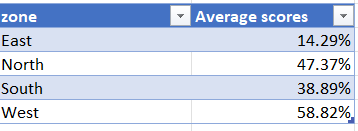 zone Average scores
East 14.29%
North 47.37%
South 38.89%
West 58.82%